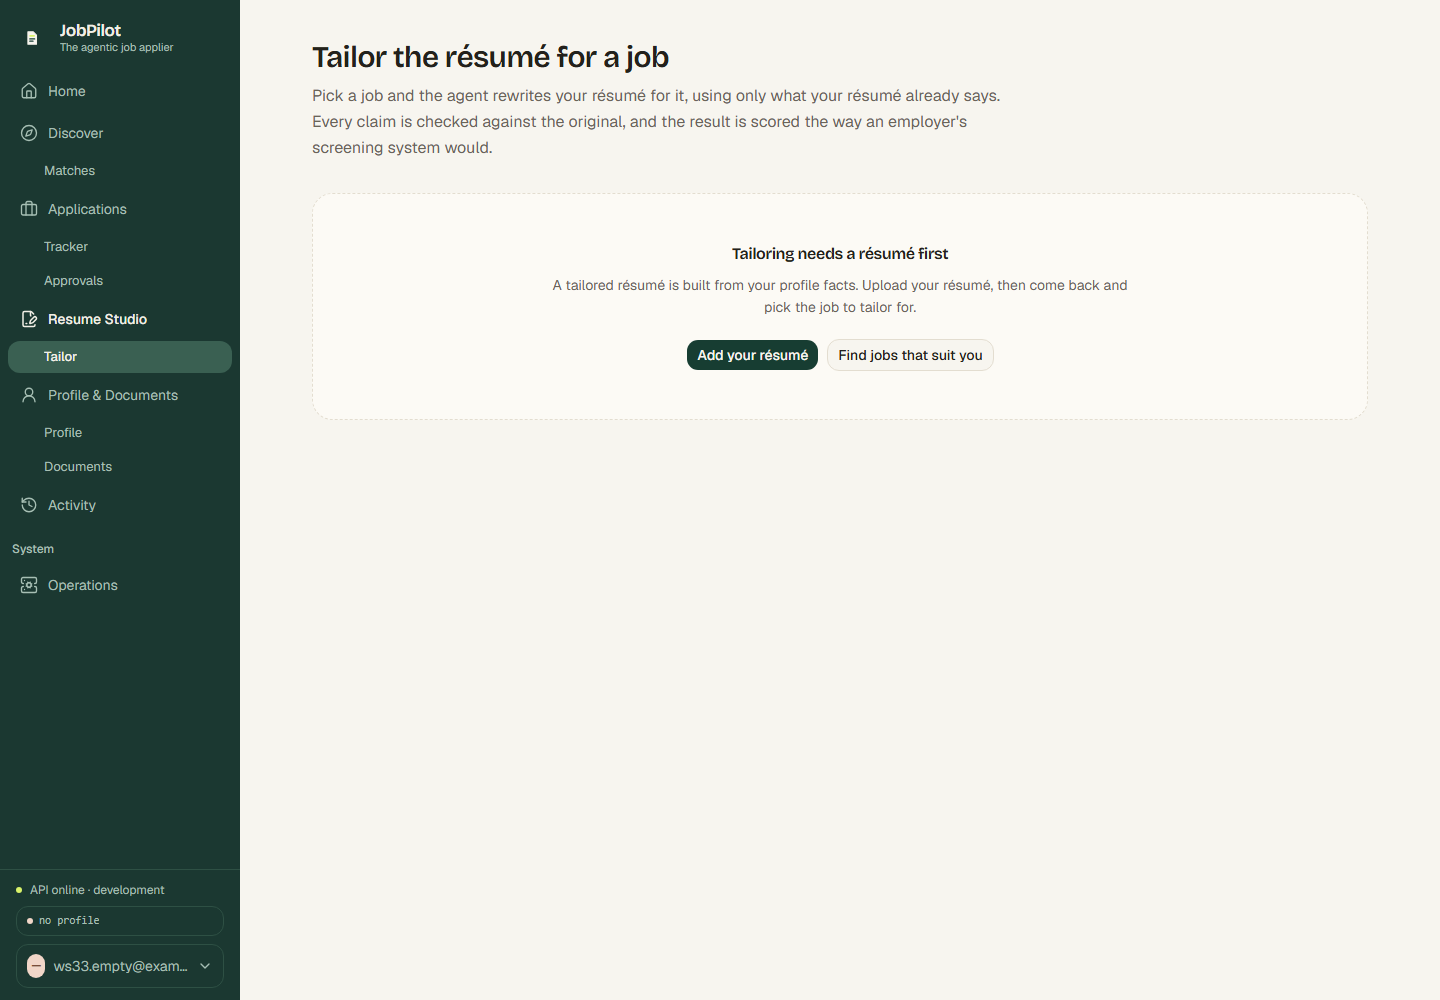 JobPilot
The agentic job applier
Home
Discover
Matches
Applications
Tracker
Approvals
Resume Studio
Tailor
Profile & Documents
Profile
Documents
Activity
System
Operations
API online · development
no profile
ws33.empty@exam...
Tailor the résumé for a job
Pick a job and the agent rewrites your résumé for it, using only what your résumé already says.
Every claim is checked against the original, and the result is scored the way an employer's
screening system would.
Tailoring needs a résumé first
A tailored résumé is built from your profile facts. Upload your résumé, then come back and
pick the job to tailor for.
Add your résumé
Find jobs that suit you